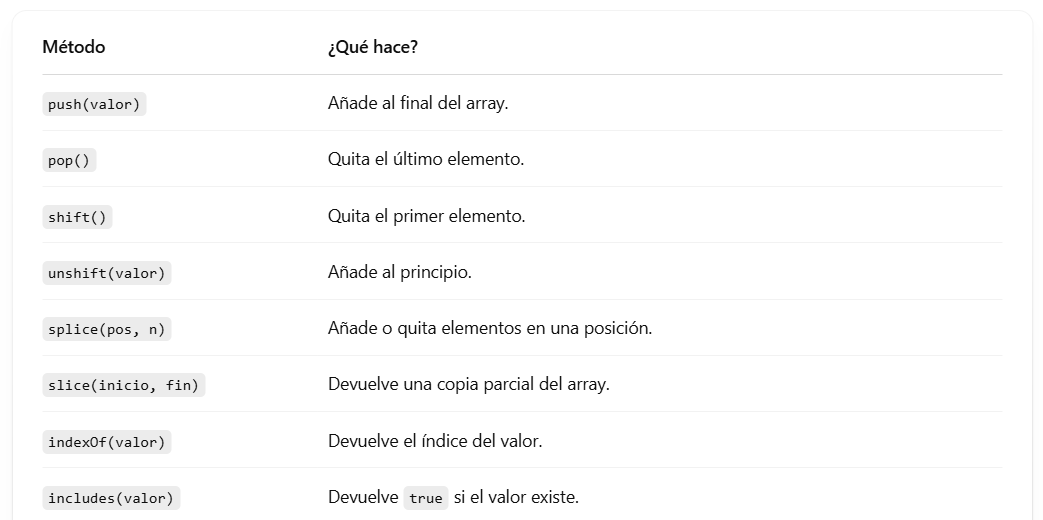 Método ¿Qué hace?
push(valor) Añade al final del array.
pop() Quita el último elemento.
shift() Quita el primer elemento.
unshift(valor) Añade al principio.
splice(pos, n) Añade o quita elementos en una posición.
slice(inicio, fin) Devuelve una copia parcial del array.
indexOf(valor) Devuelve el índice del valor.
includes(valor) Devuelve true si el valor existe.